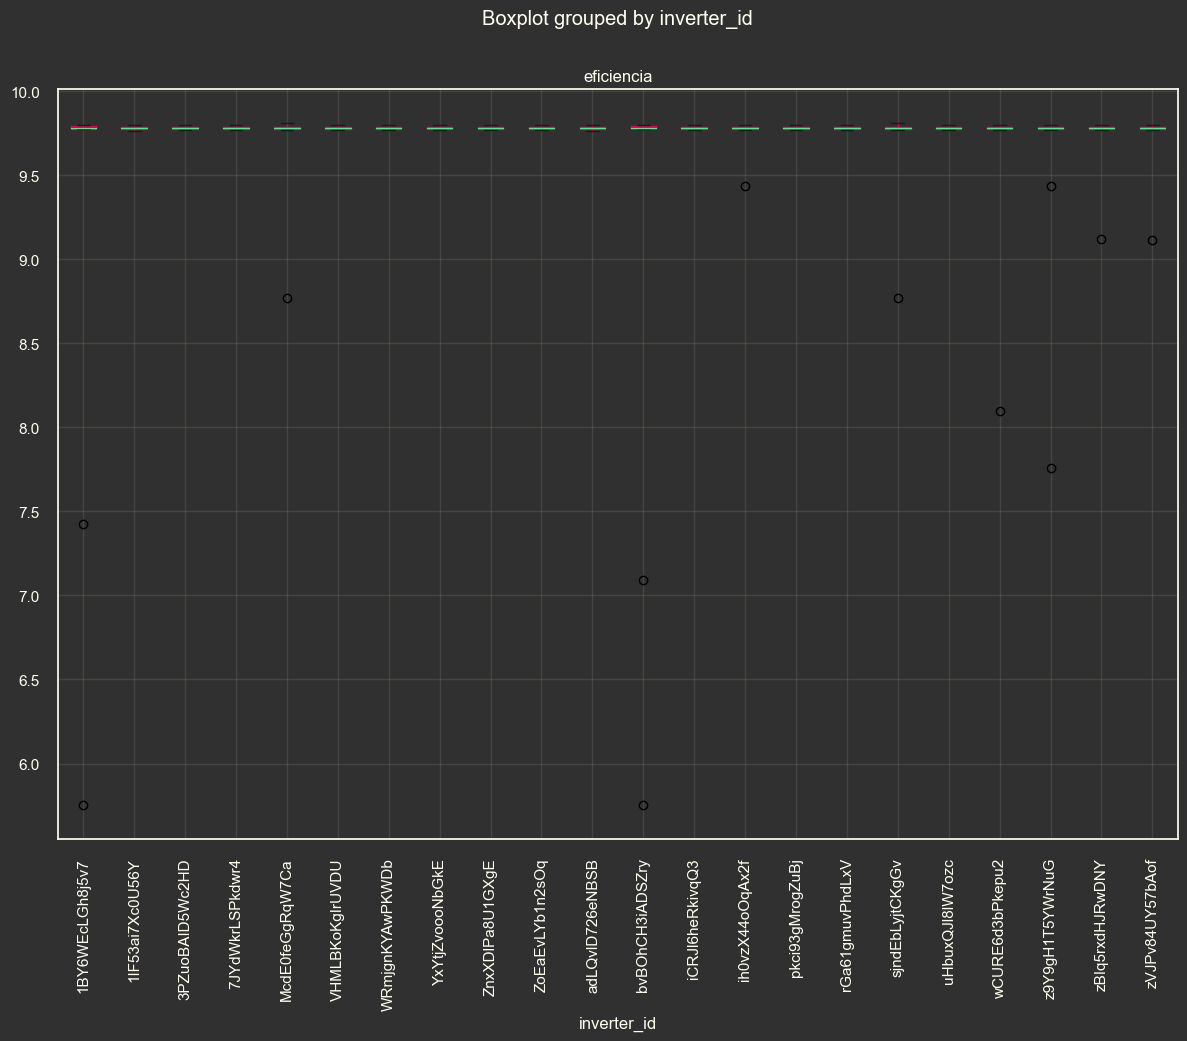 Boxplot grouped by inverter_id
eficiencia
10.0
9.5
9.0
8.5
8.0
7.5
7.0
6.5
6.0
1BY6WEcLGh8j5v7
1IF53ai7Xc0U56Y
3PZuoBAID5Wc2HD
7JYdWkrLSPkdwr4
McdE0feGgRqW7Ca
VHMLBKoKgIrUVDU
WRmjgnKYAwPKWDb
YxYtjZvoooNbGkE
ZnxXDlPa8U1GXgE
ZoEaEvLYb1n2sOq
adLQvlD726eNBSB
bvBOhCH3iADSZry
iCRJl6heRkivqQ3
ih0vzX44oOqAx2f
pkci93gMrogZuBj
rGa61gmuvPhdLxV
sjndEbLyjtCKgGv
uHbuxQJl8lW7ozc
wCURE6d3bPkepu2
z9Y9gH1T5YWrNuG
zBIq5rxdHJRwDNY
zVJPv84UY57bAof
inverter_id